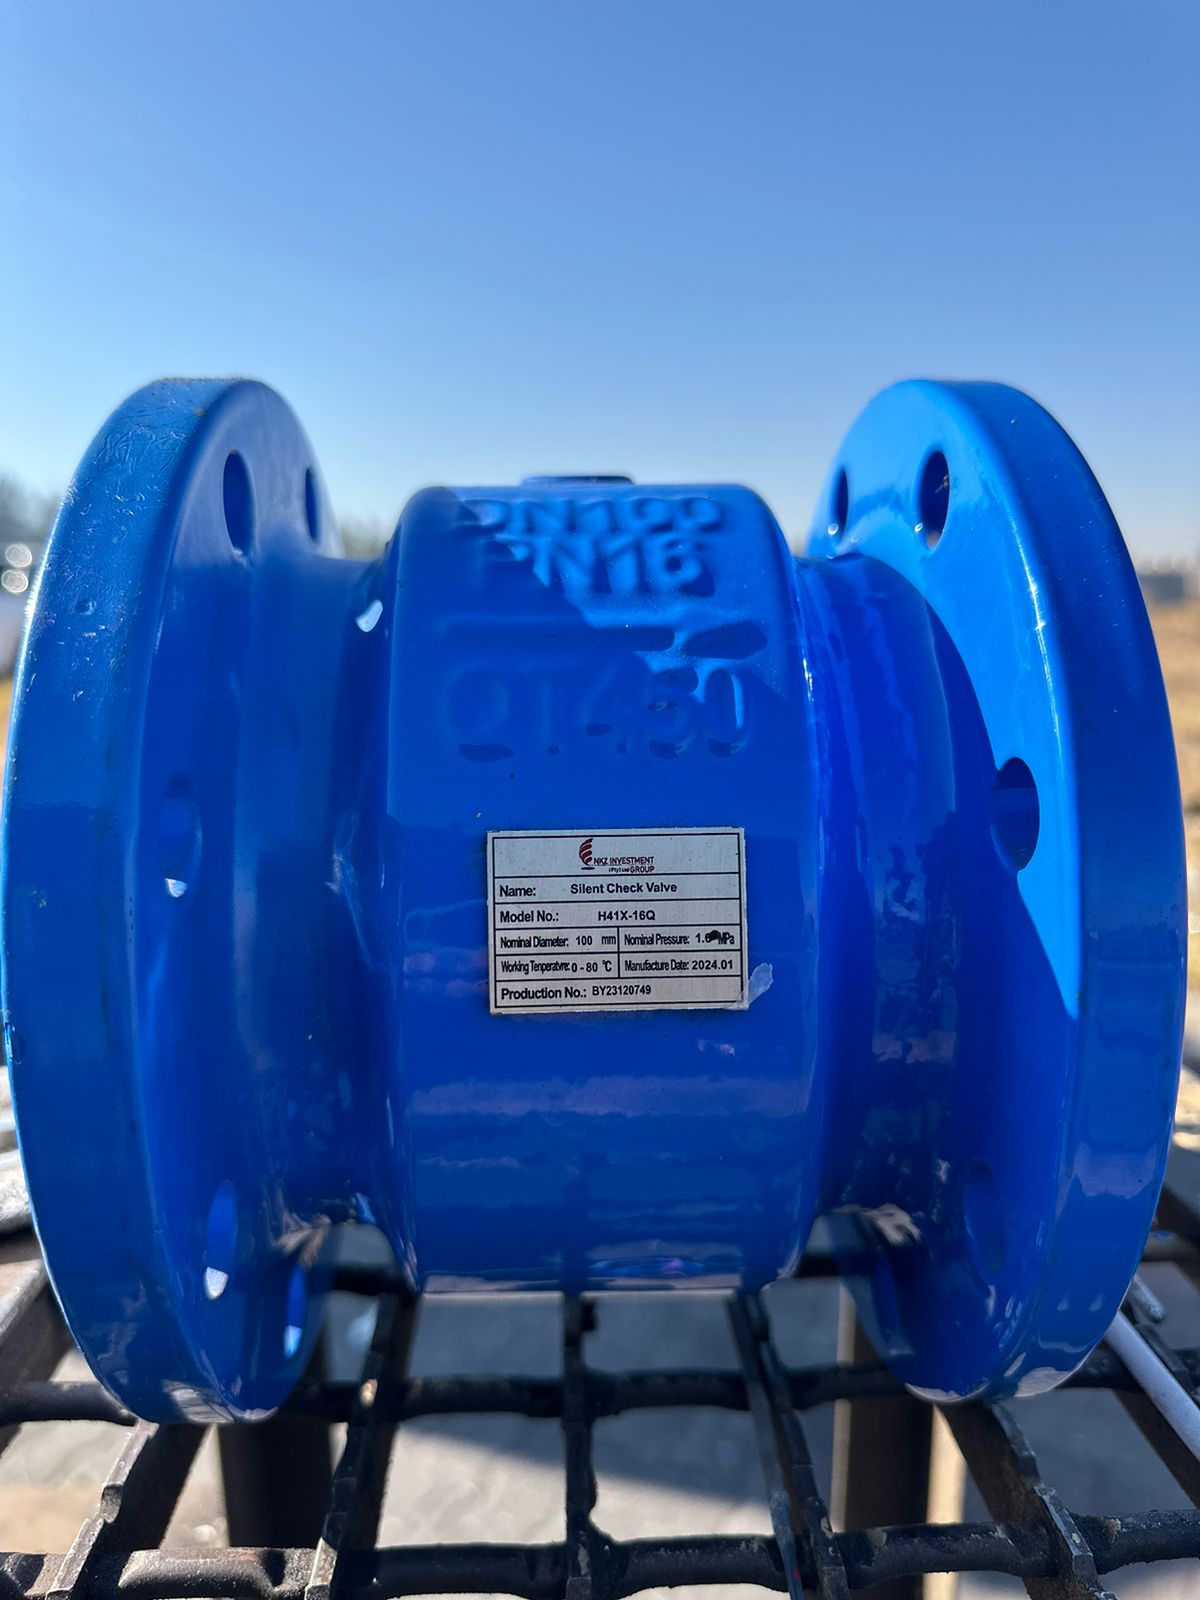 DN100
PN16
QT450
NKZ INVESTMENT
(Pty) Ltd GROUP
Name: Silent Check Valve
Model No.: H41X-16Q
Nominal Diameter: 100 mm Nominal Pressure: 1.6 MPa
Working Tenperatvre: 0 - 80 °C Manufacture Date: 2024.01
Production No.: BY23120749